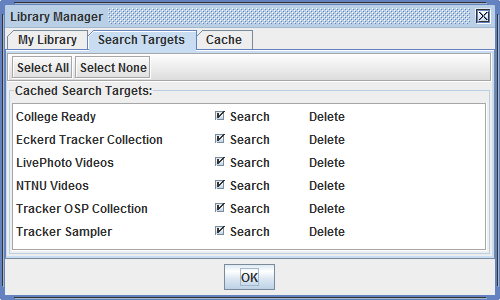 Library Manager
My Library Search Targets Cache
Select All Select None
Cached Search Targets:
College Ready Search Delete
Eckerd Tracker Collection Search Delete
LivePhoto Videos Search Delete
NTNU Videos Search Delete
Tracker OSP Collection Search Delete
Tracker Sampler Search Delete
OK